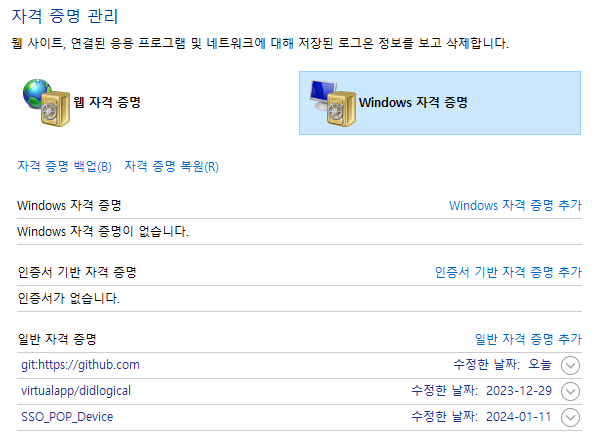 자격 증명 관리
웹 사이트, 연결된 응용 프로그램 및 네트워크에 대해 저장된 로그온 정보를 보고 삭제합니다.
웹 자격 증명 Windows 자격 증명
자격 증명 백업(B) 자격 증명 복원(R)
Windows 자격 증명 Windows 자격 증명 추가
Windows 자격 증명이 없습니다.
인증서 기반 자격 증명 인증서 기반 자격 증명 추가
인증서가 없습니다.
일반 자격 증명 일반 자격 증명 추가
git:https://github.com 수정한 날짜: 오늘
virtualapp/didlogical 수정한 날짜: 2023-12-29
SSO_POP_Device 수정한 날짜: 2024-01-11